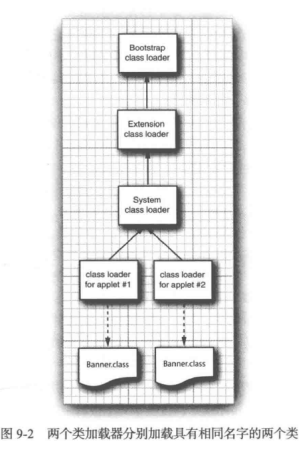 Bootstrap
class loader
Extension
class loader
System
class loader
class loader
for applet #1
class loader
for applet #2
Banner.class
Banner.class
图 9-2 两个类加载器分别加载具有相同名字的两个类